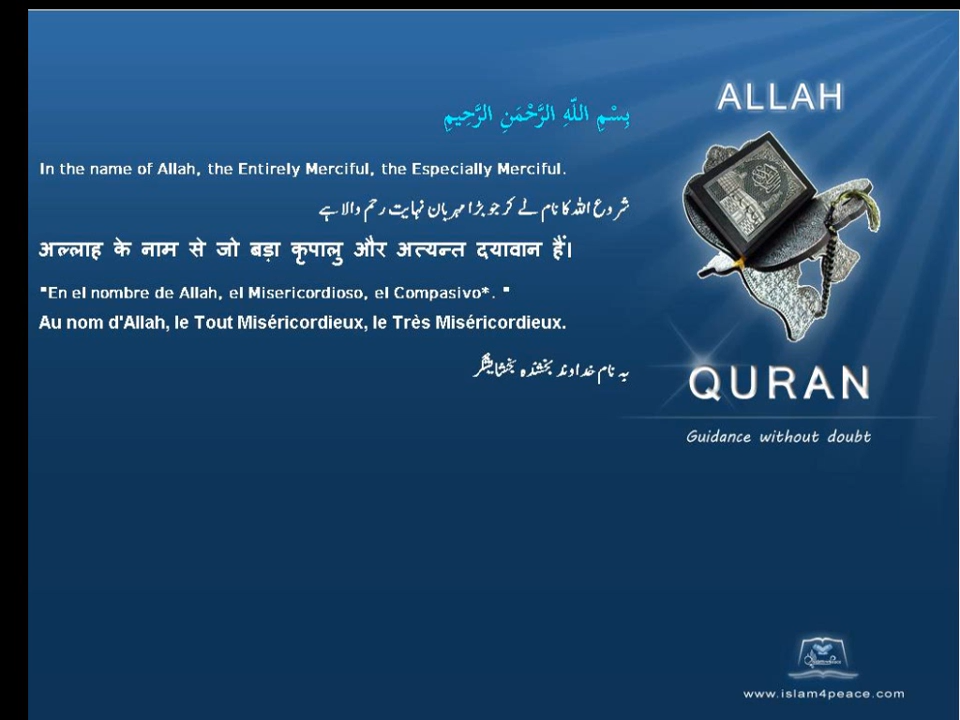 بِسْمِ اللّهِ الرَّحْمَنِ الرَّحِيمِ
In the name of Allah, the Entirely Merciful, the Especially Merciful.
شروع اللہ کا نام لے کر جو بڑا مہربان نہایت رحم والا ہے
अल्लाह के नाम से जो बड़ा कृपालु और अत्यन्त दयावान हैं।
"En el nombre de Allah, el Misericordioso, el Compasivo*. "
Au nom d'Allah, le Tout Miséricordieux, le Très Miséricordieux.
به نام خداوند بخشنده بخشايشگر
ALLAH
QURAN
Guidance without doubt
www.islam4peace.com